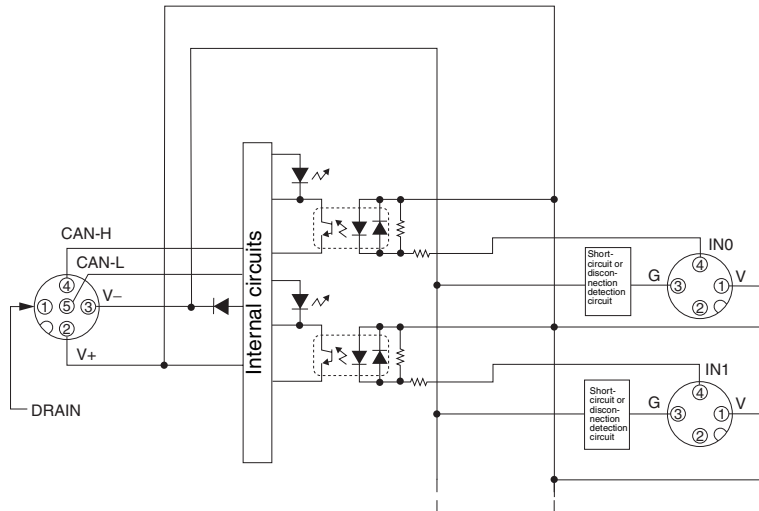 CAN-H
CAN-L
V–
V+
DRAIN
1
2
3
4
5
Internal circuits
Short-
circuit or
discon-
nection
detection
circuit
G
IN0
V
1
2
3
4
Short-
circuit or
discon-
nection
detection
circuit
G
IN1
V
1
2
3
4